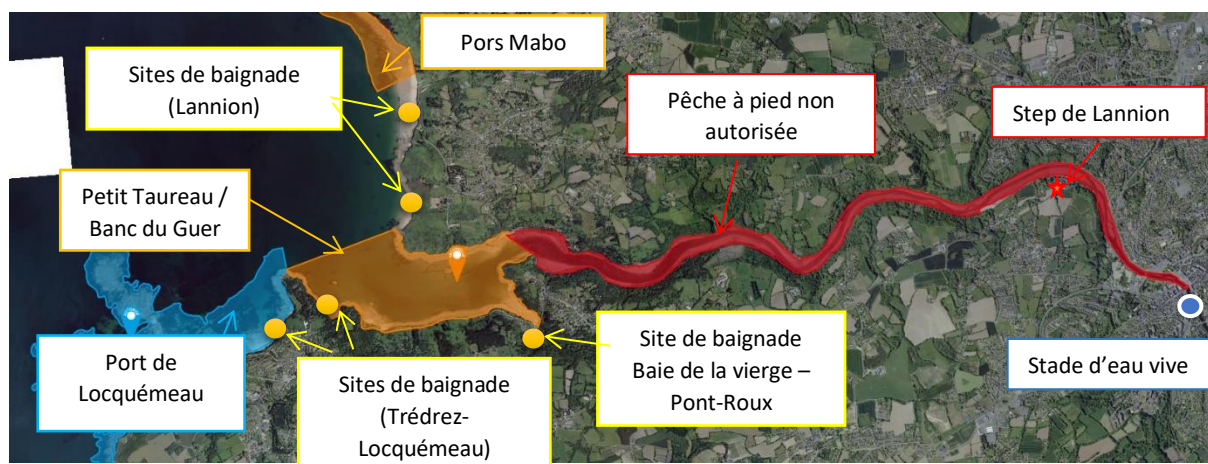 Pors Mabo
Sites de baignade
(Lannion)
Pêche à pied non
autorisée
Step de Lannion
Petit Taureau /
Banc du Guer
Port de
Locquémeau
Sites de baignade
(Trédrez-
Locquémeau)
Site de baignade
Baie de la vierge –
Pont-Roux
Stade d’eau vive